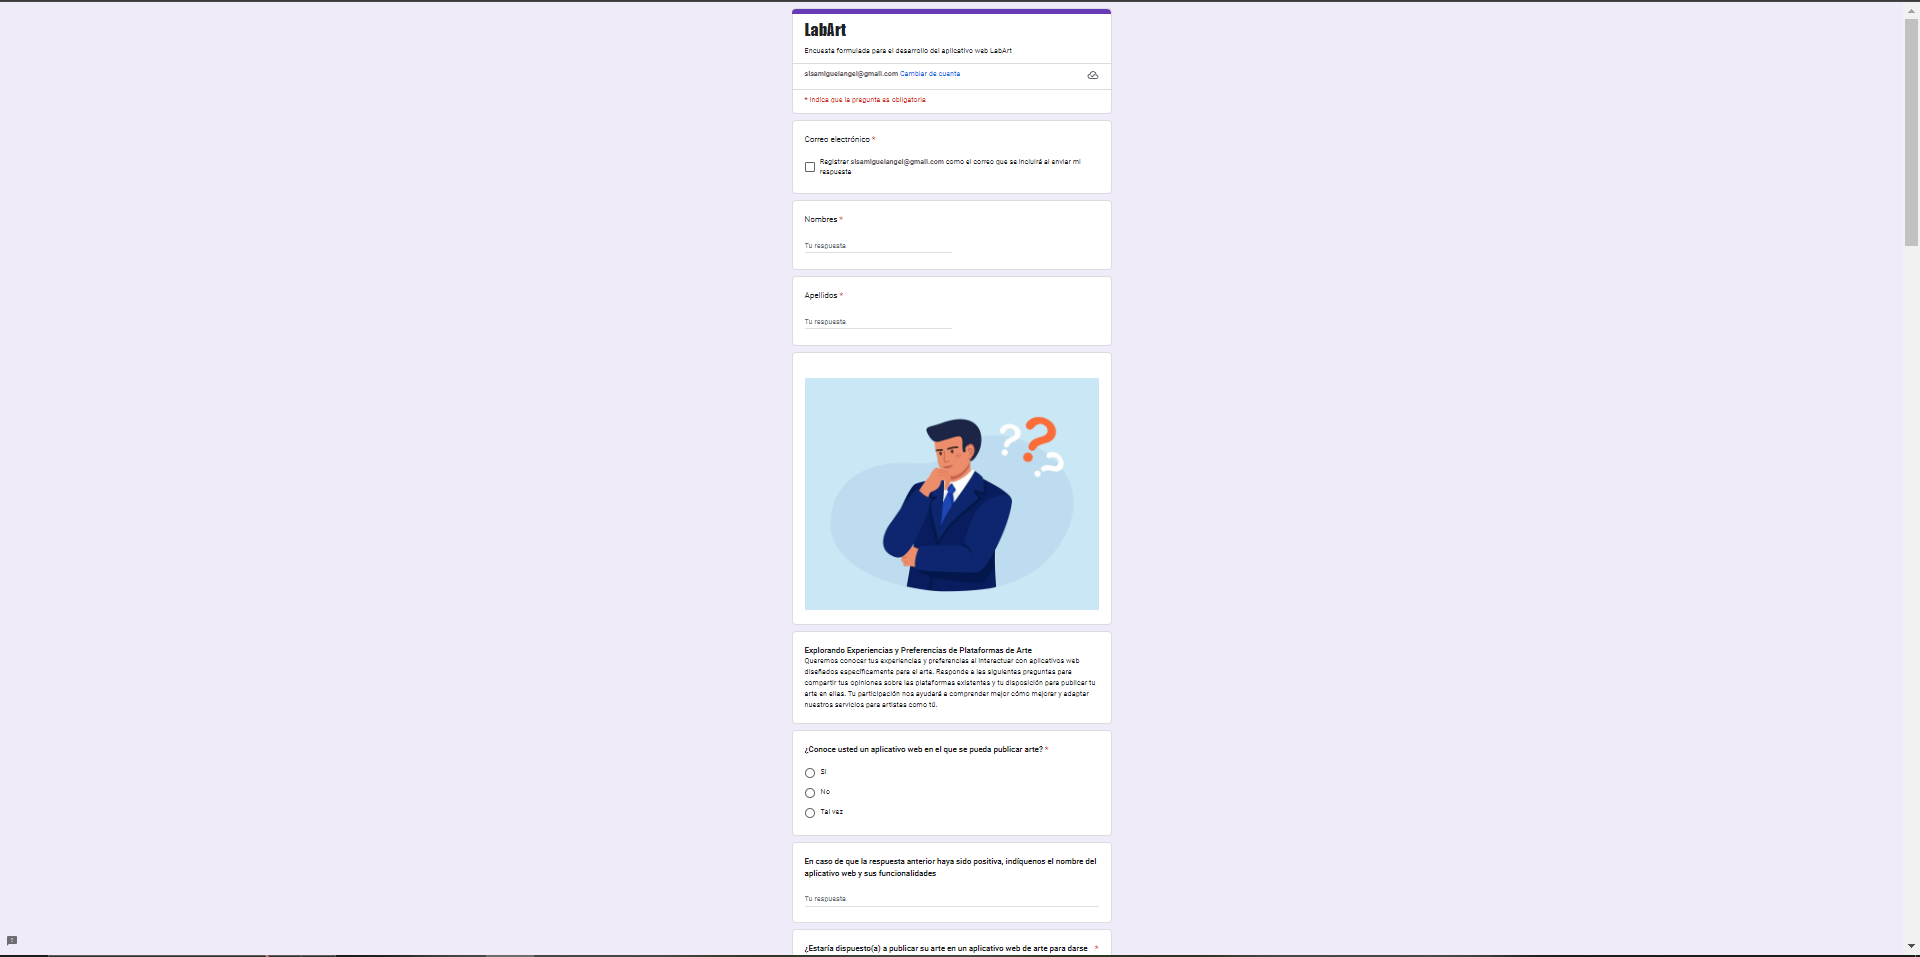 LabArt
Encuesta formulada para el desarrollo del aplicativo web LabArt
sisamiguelangel@gmail.com Cambiar de cuenta
* Indica que la pregunta es obligatoria
Correo electrónico *
Registrar sisamiguelangel@gmail.com como el correo que se incluirá al enviar mi
respuesta
Nombres *
Tu respuesta
Apellidos *
Tu respuesta
? ? ?
Explorando Experiencias y Preferencias de Plataformas de Arte
Queremos conocer tus experiencias y preferencias al interactuar con aplicativos web
diseñados específicamente para el arte. Responde a las siguientes preguntas para
compartir tus opiniones sobre las plataformas existentes y tu disposición para publicar tu
arte en ellas. Tu participación nos ayudará a comprender mejor cómo mejorar y adaptar
nuestros servicios para artistas como tú.
¿Conoce usted un aplicativo web en el que se pueda publicar arte? *
Si
No
Tal vez
En caso de que la respuesta anterior haya sido positiva, indíquenos el nombre del
aplicativo web y sus funcionalidades
Tu respuesta
¿Estaría dispuesto(a) a publicar su arte en un aplicativo web de arte para darse *